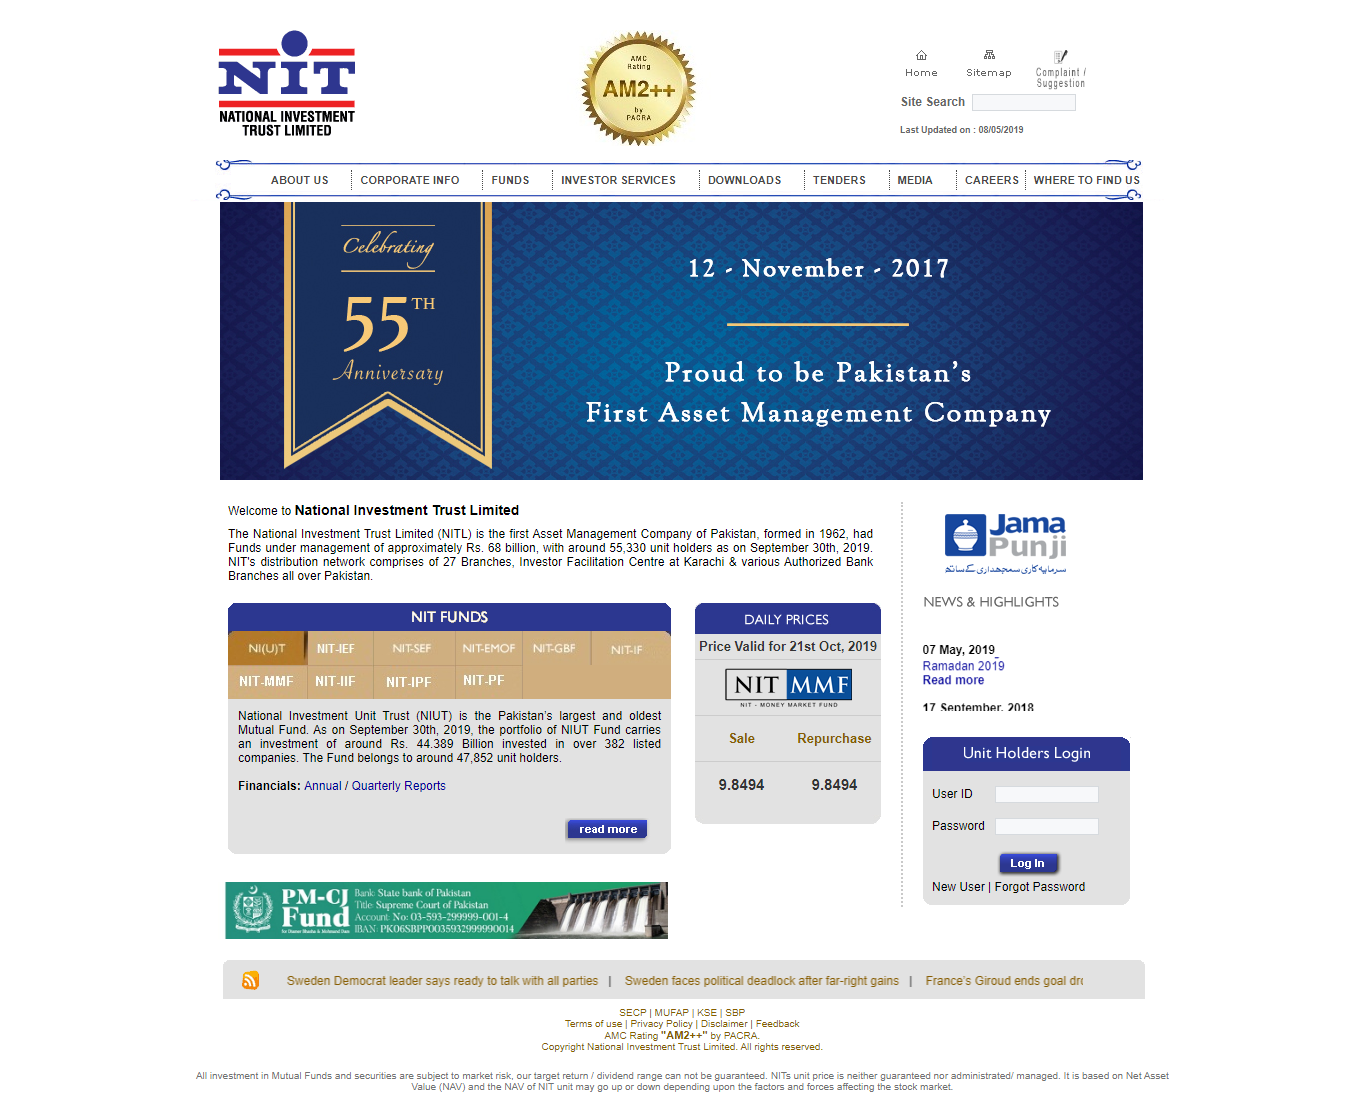 NIT
NATIONAL INVESTMENT
TRUST LIMITED
AMC
Rating
AM2++
by
PACRA
Home
Sitemap
Complaint /
Suggestion
Site Search
Last Updated on : 08/05/2019
ABOUT US
CORPORATE INFO
FUNDS
INVESTOR SERVICES
DOWNLOADS
TENDERS
MEDIA
CAREERS
WHERE TO FIND US
Celebrating
55TH
Anniversary
12 - November - 2017
Proud to be Pakistan's
First Asset Management Company
Welcome to National Investment Trust Limited
The National Investment Trust Limited (NITL) is the first Asset Management Company of Pakistan, formed in 1962, had
Funds under management of approximately Rs. 68 billion, with around 55,330 unit holders as on September 30th, 2019.
NIT's distribution network comprises of 27 Branches, Investor Facilitation Centre at Karachi & various Authorized Bank
Branches all over Pakistan.
NIT FUNDS
NI(U)T
NIT-IEF
NIT-SEF
NIT-EMOF
NIT-GBF
NIT-IF
NIT-MMF
NIT-IIF
NIT-IPF
NIT-PF
National Investment Unit Trust (NIUT) is the Pakistan's largest and oldest
Mutual Fund. As on September 30th, 2019, the portfolio of NIUT Fund carries
an investment of around Rs. 44.389 Billion invested in over 382 listed
companies. The Fund belongs to around 47,852 unit holders.
Financials: Annual / Quarterly Reports
read more
DAILY PRICES
Price Valid for 21st Oct, 2019
NIT MMF
NIT - MONEY MARKET FUND
Sale
Repurchase
9.8494
9.8494
Jama
Punji
سرمایہ کاری سمجھداری کے ساتھ
NEWS & HIGHLIGHTS
07 May, 2019
Ramadan 2019
Read more
17 September, 2018
Unit Holders Login
User ID
Password
Log In
New User | Forgot Password
PM-CJ
Fund
for Diamer Bhasha & Mohmand Dam
Bank: State bank of Pakistan
Title: Supreme Court of Pakistan
Account: No: 03-593-299999-001-4
IBAN: PK06SBPP0035932999990014
Sweden Democrat leader says ready to talk with all parties | Sweden faces political deadlock after far-right gains | France's Giroud ends goal dr
SECP | MUFAP | KSE | SBP
Terms of use | Privacy Policy | Disclaimer | Feedback
AMC Rating "AM2++" by PACRA.
Copyright National Investment Trust Limited. All rights reserved.
All investment in Mutual Funds and securities are subject to market risk, our target return / dividend range can not be guaranteed. NITs unit price is neither guaranteed nor administrated/ managed. It is based on Net Asset
Value (NAV) and the NAV of NIT unit may go up or down depending upon the factors and forces affecting the stock market.